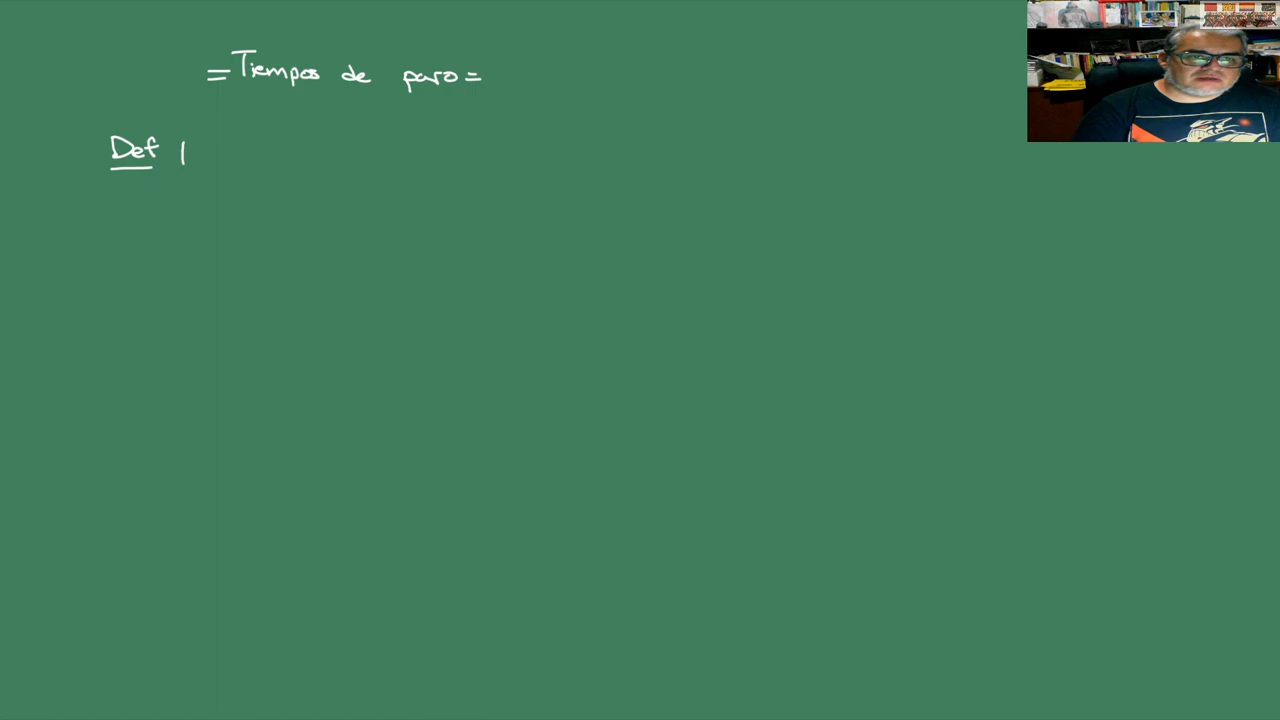 =Tiempos de paro=
Def 1